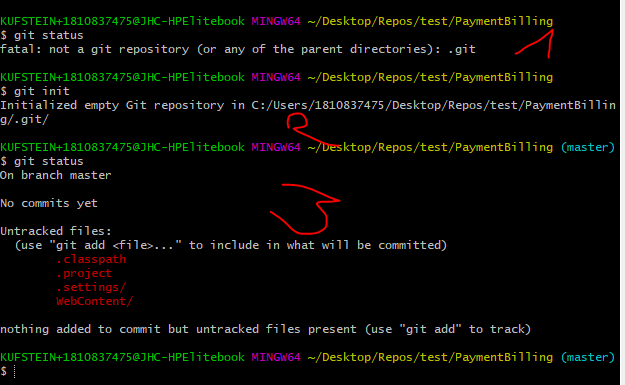 KUFSTEIN+1810837475@JHC-HPElitebook MINGW64 ~/Desktop/Repos/test/PaymentBilling
$ git status
fatal: not a git repository (or any of the parent directories): .git
1
KUFSTEIN+1810837475@JHC-HPElitebook MINGW64 ~/Desktop/Repos/test/PaymentBilling
$ git init
Initialized empty Git repository in C:/Users/1810837475/Desktop/Repos/test/PaymentBillin
g/.git/
2
KUFSTEIN+1810837475@JHC-HPElitebook MINGW64 ~/Desktop/Repos/test/PaymentBilling (master)
$ git status
On branch master
No commits yet
3
Untracked files:
(use "git add <file>..." to include in what will be committed)
.classpath
.project
.settings/
WebContent/
nothing added to commit but untracked files present (use "git add" to track)
KUFSTEIN+1810837475@JHC-HPElitebook MINGW64 ~/Desktop/Repos/test/PaymentBilling (master)
$